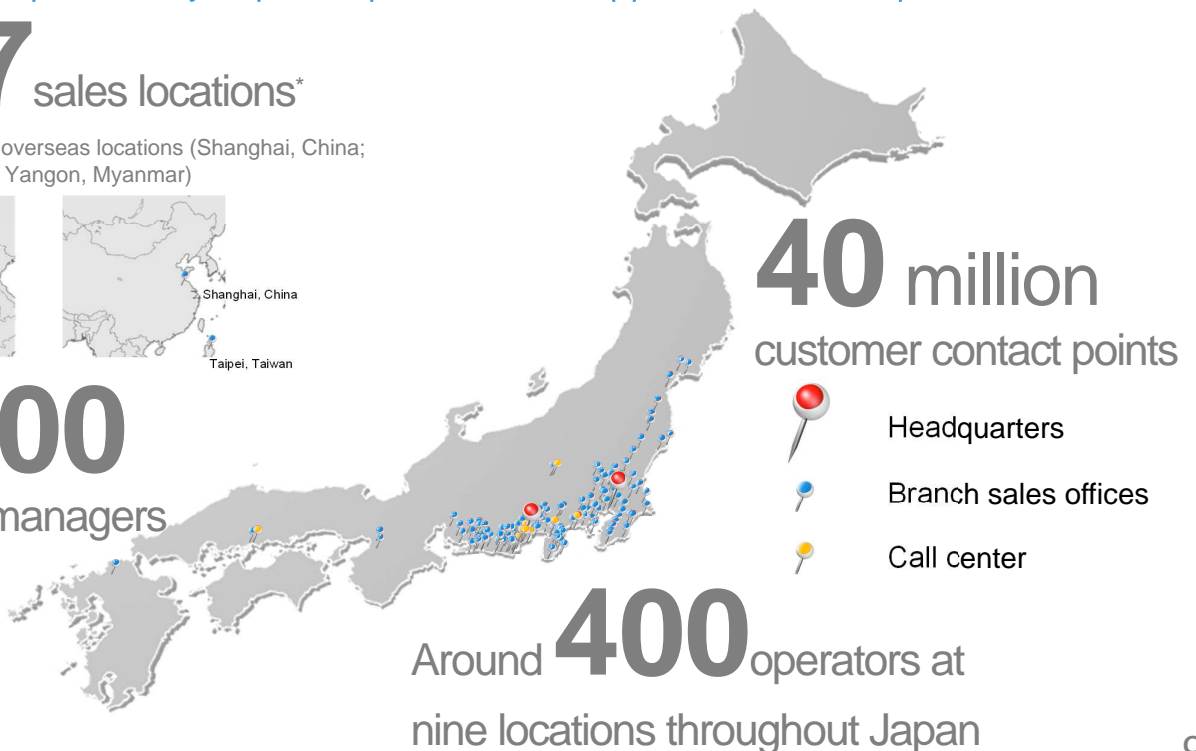 7 sales locations*
overseas locations (Shanghai, China;
Yangon, Myanmar)
Shanghai, China
Taipei, Taiwan
40 million
customer contact points
00
managers
Headquarters
Branch sales offices
Call center
Around 400 operators at
nine locations throughout Japan